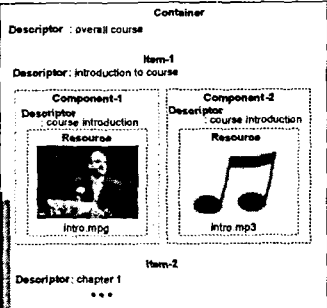 Container
Descriptor : overall course
Item-1
Descriptor: introduction to course
Component-1
Descriptor
: course introduction
Resource
intro.mpg
Component-2
Descriptor
: course introduction
Resource
intro.mp3
Item-2
Descriptor: chapter 1
•••